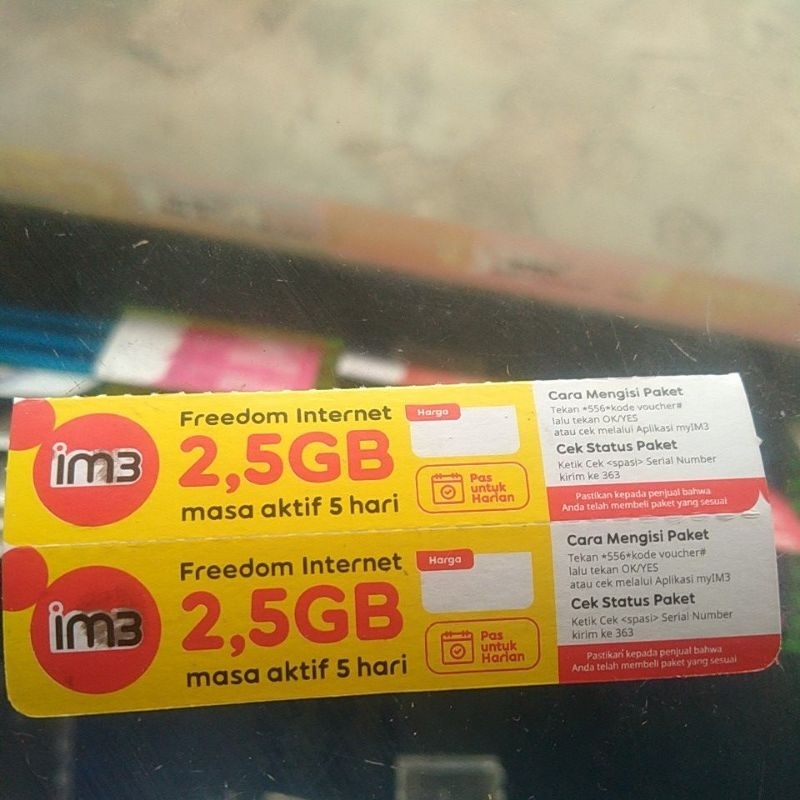 im3
Freedom Internet
2,5GB
masa aktif 5 hari
Harga
Pas
untuk
Harian
Cara Mengisi Paket
Tekan *556*kode voucher#
lalu tekan OK/YES
atau cek melalui Aplikasi myIM3
Cek Status Paket
Ketik Cek <spasi> Serial Number
kirim ke 363
Pastikan kepada penjual bahwa
Anda telah membeli paket yang sesuai
im3
Freedom Internet
2,5GB
masa aktif 5 hari
Harga
Pas
untuk
Harian
Cara Mengisi Paket
Tekan *556*kode voucher#
lalu tekan OK/YES
atau cek melalui Aplikasi myIM3
Cek Status Paket
Ketik Cek <spasi> Serial Number
kirim ke 363
Pastikan kepada penjual bahwa
Anda telah membeli paket yang sesuai